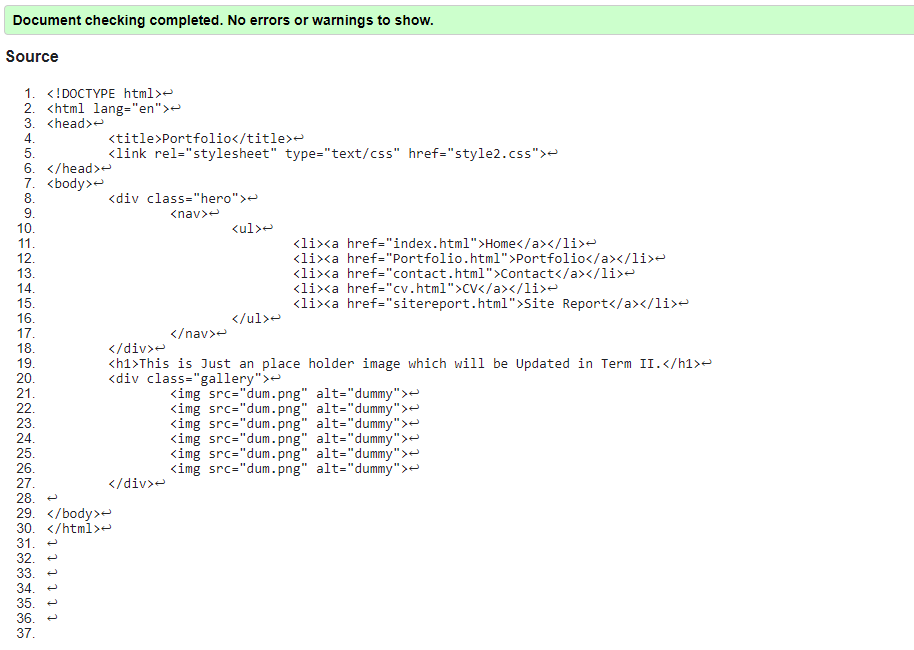 Document checking completed. No errors or warnings to show.
Source
1. <!DOCTYPE html>↩
2. <html lang="en">↩
3. <head>↩
4. <title>Portfolio</title>↩
5. <link rel="stylesheet" type="text/css" href="style2.css">↩
6. </head>↩
7. <body>↩
8. <div class="hero">↩
9. <nav>↩
10. <ul>↩
11. <li><a href="index.html">Home</a></li>↩
12. <li><a href="Portfolio.html">Portfolio</a></li>↩
13. <li><a href="contact.html">Contact</a></li>↩
14. <li><a href="cv.html">CV</a></li>↩
15. <li><a href="sitereport.html">Site Report</a></li>↩
16. </ul>↩
17. </nav>↩
18. </div>↩
19. <h1>This is Just an place holder image which will be Updated in Term II.</h1>↩
20. <div class="gallery">↩
21. <img src="dum.png" alt="dummy">↩
22. <img src="dum.png" alt="dummy">↩
23. <img src="dum.png" alt="dummy">↩
24. <img src="dum.png" alt="dummy">↩
25. <img src="dum.png" alt="dummy">↩
26. <img src="dum.png" alt="dummy">↩
27. </div>↩
28. ↩
29. </body>↩
30. </html>↩
31. ↩
32. ↩
33. ↩
34. ↩
35. ↩
36. ↩
37.